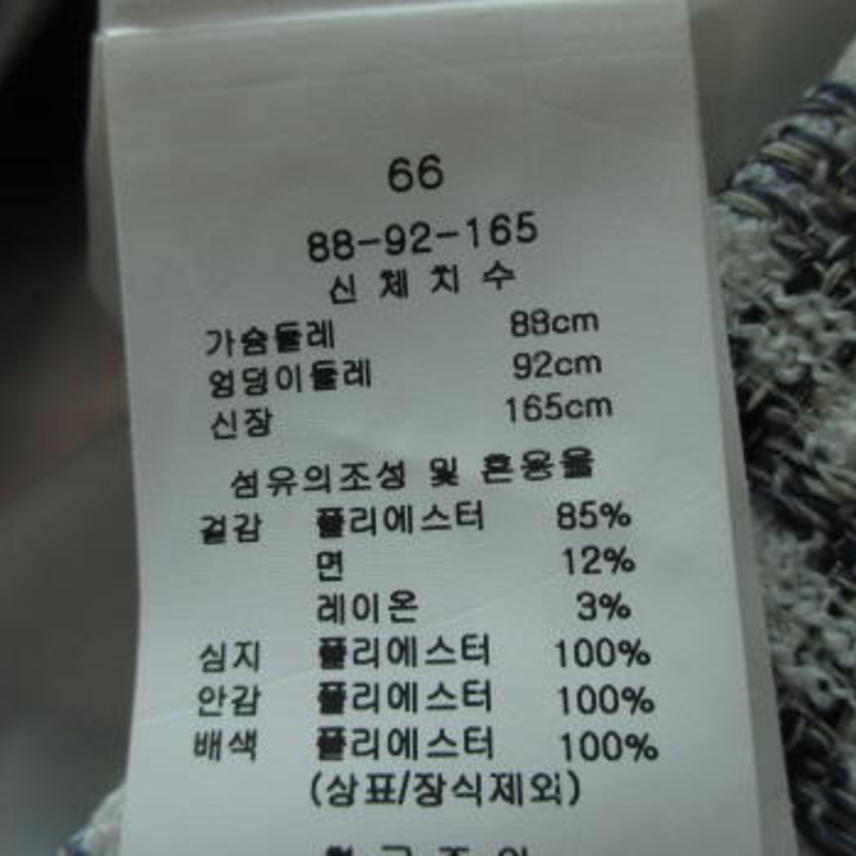 66
88-92-165
신 체 치 수
가슴둘레 88cm
엉덩이둘레 92cm
신장 165cm
섬유의조성 및 혼용율
겉감 폴리에스터 85%
면 12%
레이온 3%
심지 폴리에스터 100%
안감 폴리에스터 100%
배색 폴리에스터 100%
(상표/장식제외)